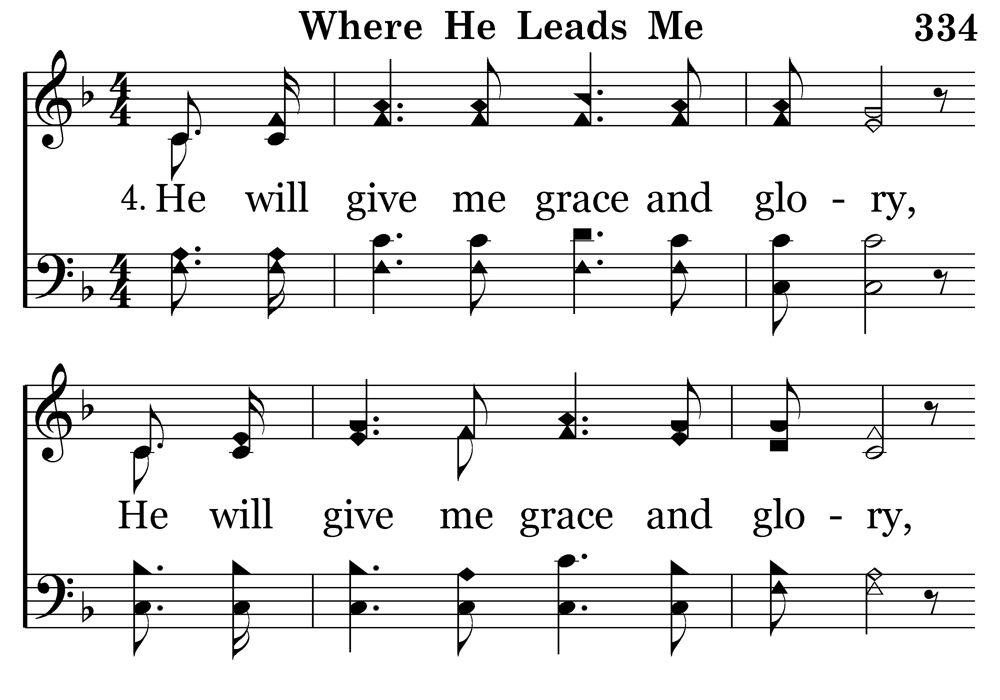 Where He Leads Me 334
4. He will give me grace and glo - ry,
He will give me grace and glo - ry,